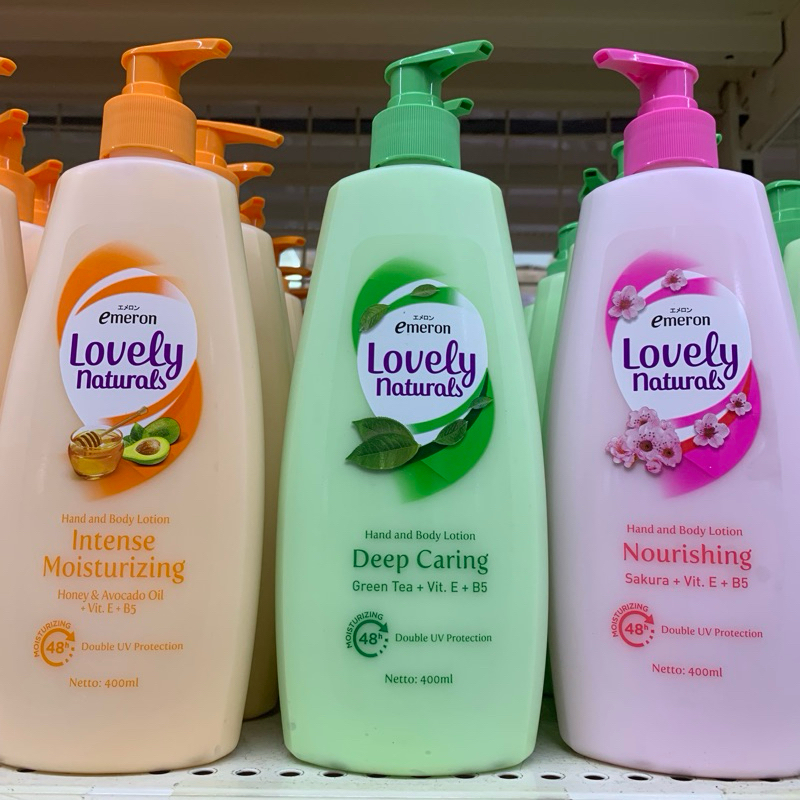 エメロン
emeron
Lovely
Naturals
Hand and Body Lotion
Intense
Moisturizing
Honey & Avocado Oil
+ Vit. E + B5
MOISTURIZING
48h
Double UV Protection
Netto: 400ml
エメロン
emeron
Lovely
Naturals
Hand and Body Lotion
Deep Caring
Green Tea + Vit. E + B5
MOISTURIZING
48h
Double UV Protection
Netto: 400ml
エメロン
emeron
Lovely
Naturals
Hand and Body Lotion
Nourishing
Sakura + Vit. E + B5
MOISTURIZING
48h
Double UV Protection
Netto: 400ml